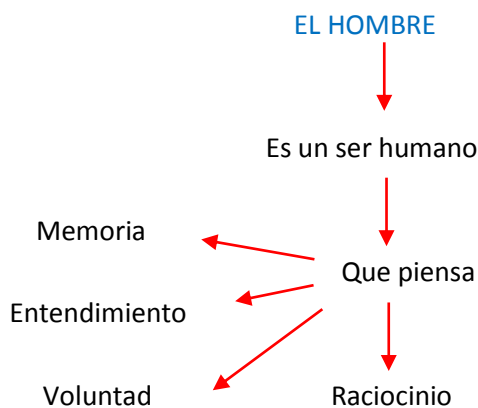 EL HOMBRE
Es un ser humano
Memoria
Que piensa
Entendimiento
Voluntad
Raciocinio